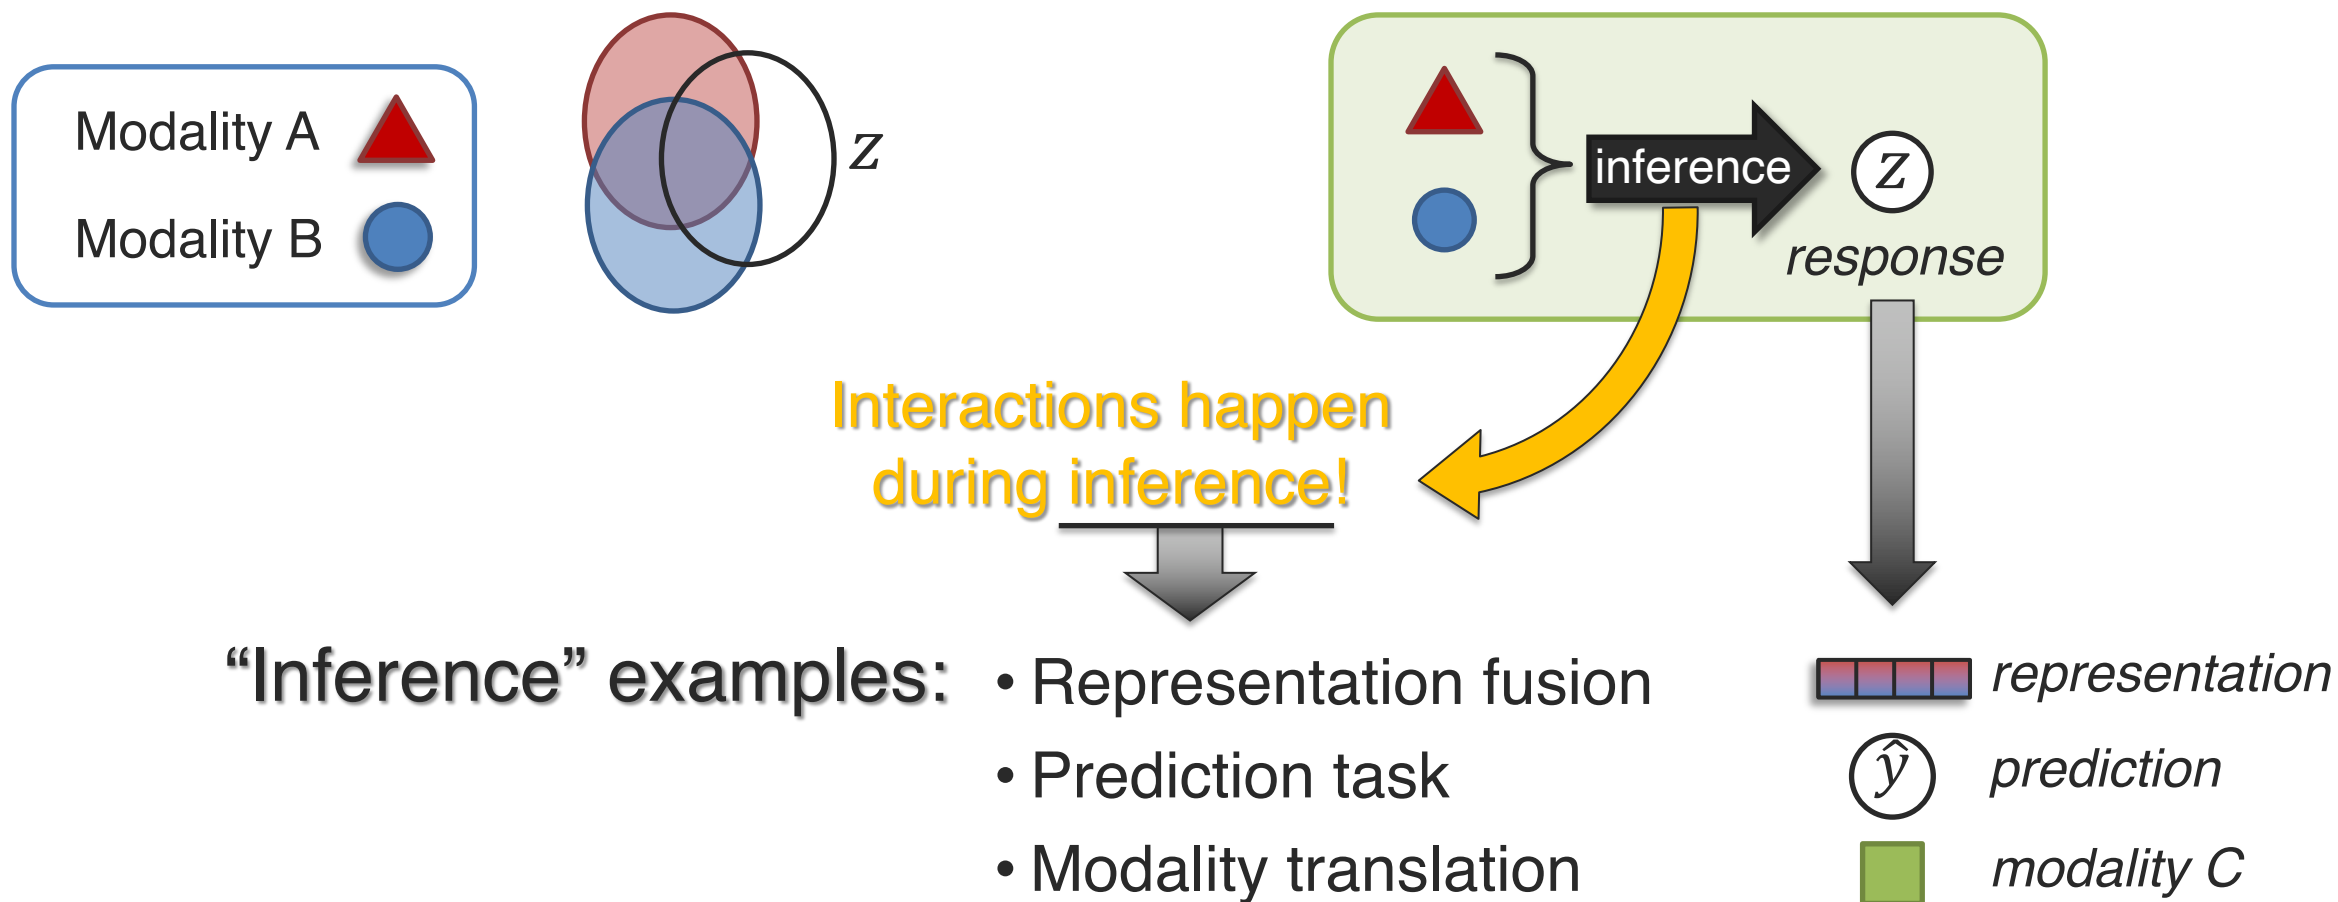 Modality A
Modality B
z
inference
z
response
Interactions happen
during inference!
“Inference” examples:
• Representation fusion
• Prediction task
• Modality translation
representation
ŷ prediction
modality C